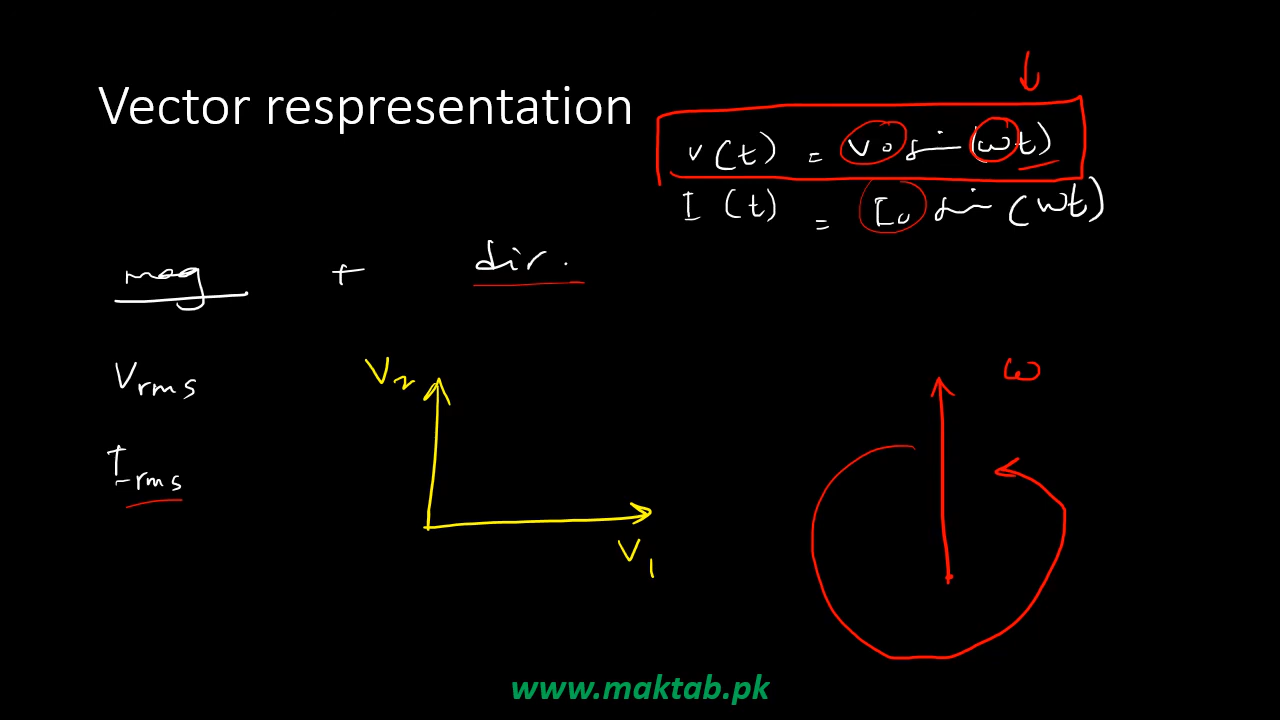 Vector respresentation
v(t) = V0 sin(ωt)
I(t) = I0 sin(ωt)
mag + dir.
Vrms
V2
ω
Irms
V1
www.maktab.pk